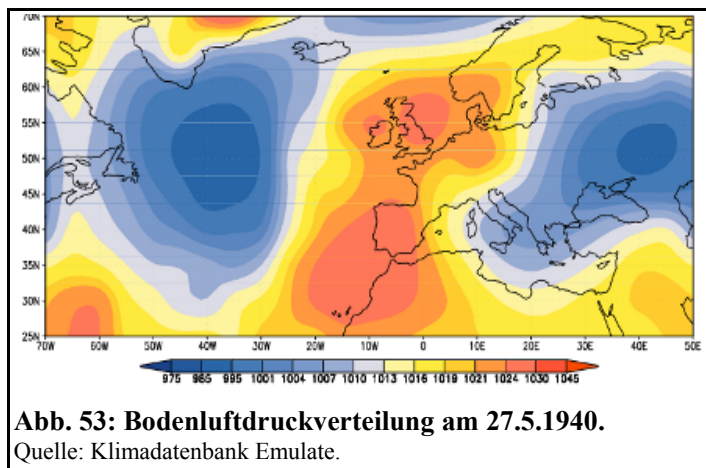 70N
65N
60N
55N
50N
45N
40N
35N
30N
25N
70W 60W 50W 40W 30W 20W 10W 0 10E 20E 30E 40E 50E
975 985 995 1001 1004 1007 1010 1013 1016 1019 1021 1024 1030 1045
Abb. 53: Bodenluftdruckverteilung am 27.5.1940.
Quelle: Klimadatenbank Emulate.